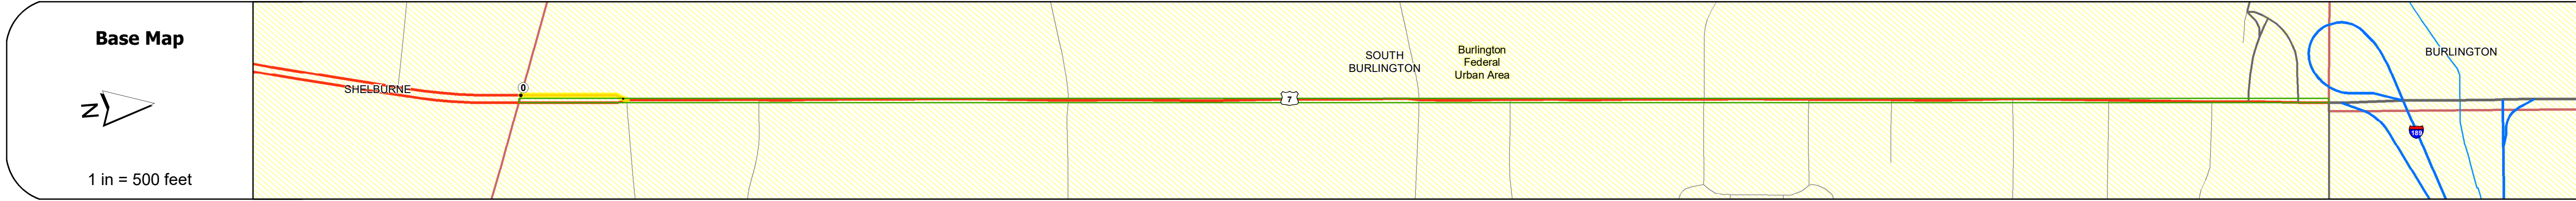 Base Map
N
1 in = 500 feet
SHELBURNE
0
7
SOUTH
BURLINGTON
Burlington
Federal
Urban Area
189
BURLINGTON